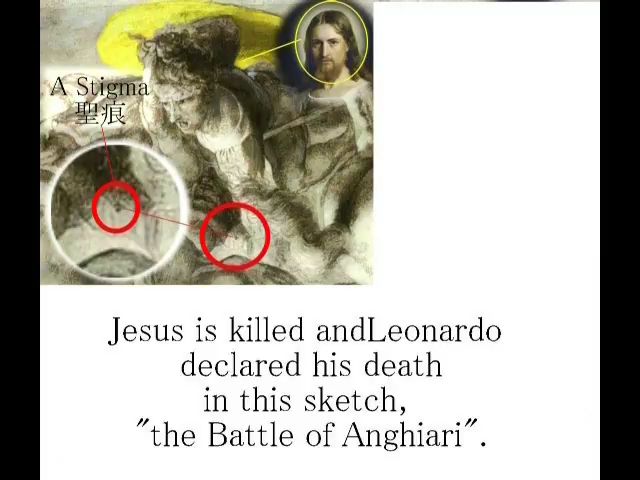 A Stigma
聖痕
Jesus is killed andLeonardo
declared his death
in this sketch,
"the Battle of Anghiari".